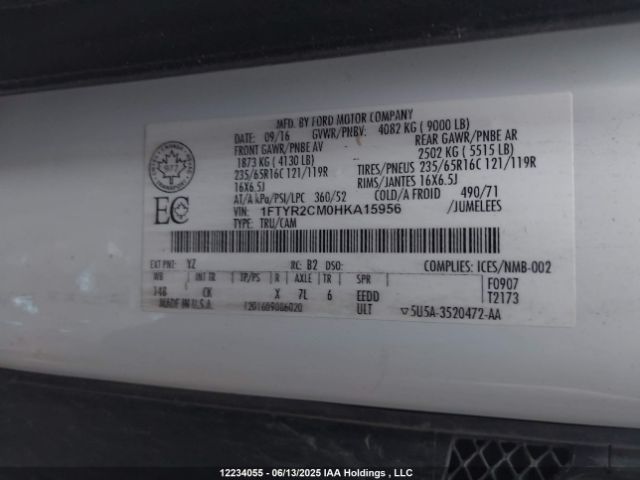 MFD. BY FORD MOTOR COMPANY
DATE: 09/16 GVWR/PNBV: 4082 KG ( 9000 LB)
FRONT GAWR/PNBE AV REAR GAWR/PNBE AR
1873 KG ( 4130 LB) 2502 KG ( 5515 LB)
235/65R16C 121/119R TIRES/PNEUS 235/65R16C 121/119R
16X6.5J RIMS/JANTES 16X6.5J
AT/A kPa/PSI/LPC 360/52 COLD/A FROID 490/71
VIN: 1FTYR2CM0HKA15956 /JUMELEES
TYPE: TRU/CAM
EC
EXT PNT: YZ RC: B2 DSO: COMPLIES: ICES/NMB-002
WB INT TR TP/PS R AXLE TR SPR F0907
148 CK X 7L 6 EEDD T2173
MADE IN U.S.A. 1201609086020 ULT 5U5A-3520472-AA
12234055 - 06/13/2025 IAA Holdings , LLC